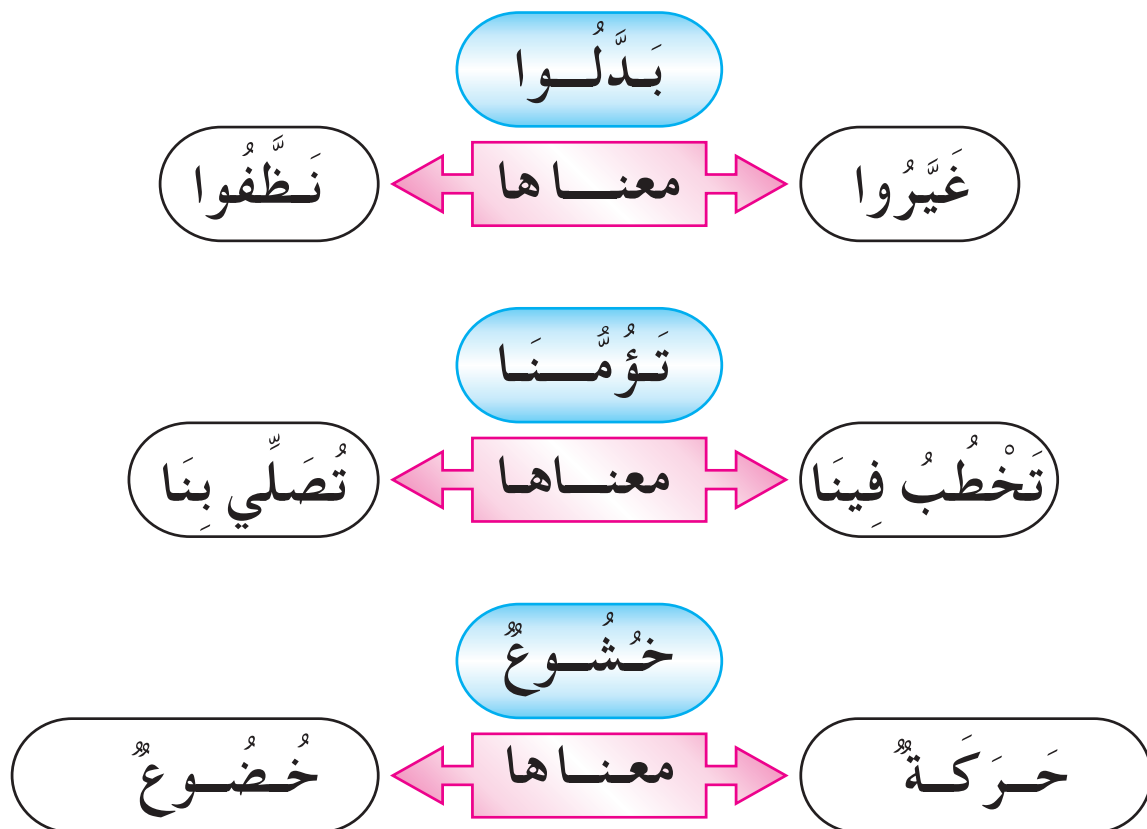 بَدَّلُوا
غَيَّرُوا معناها نَظَّفُوا
تَؤُمُّنَا
تَخْطُبُ فِينَا معناها تُصَلِّي بِنَا
خُشُوعٌ
حَرَكَةٌ معناها خُضُوعٌ